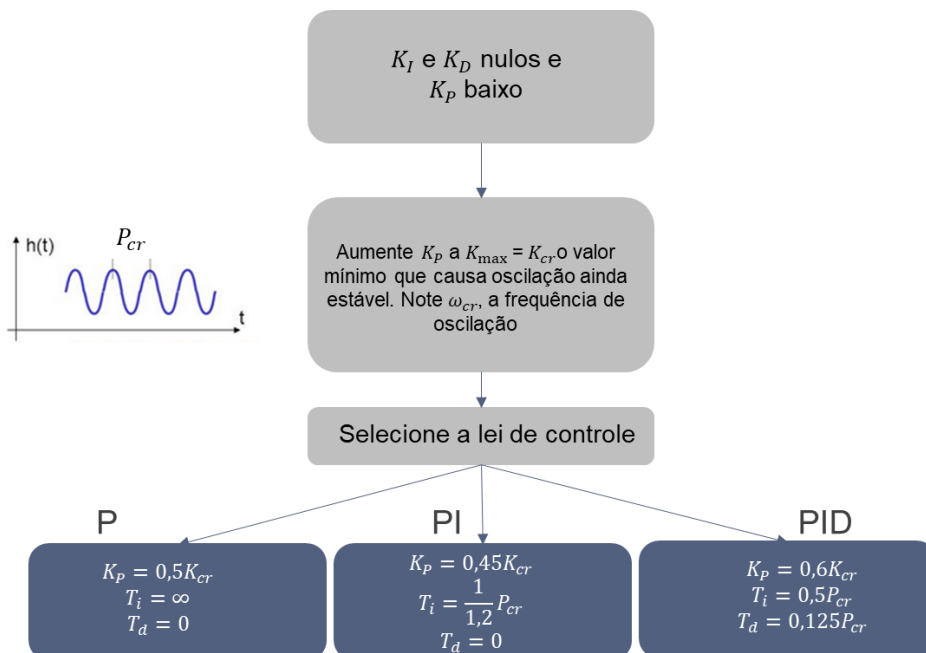 K_I e K_D nulos e
K_P baixo
h(t)
P_cr
t
Aumente K_P a K_max = K_cr o valor
mínimo que causa oscilação ainda
estável. Note ω_cr, a frequência de
oscilação
Selecione a lei de controle
P
K_P = 0,5K_cr
T_i = ∞
T_d = 0
PI
K_P = 0,45K_cr
T_i = 1/1,2 P_cr
T_d = 0
PID
K_P = 0,6K_cr
T_i = 0,5P_cr
T_d = 0,125P_cr